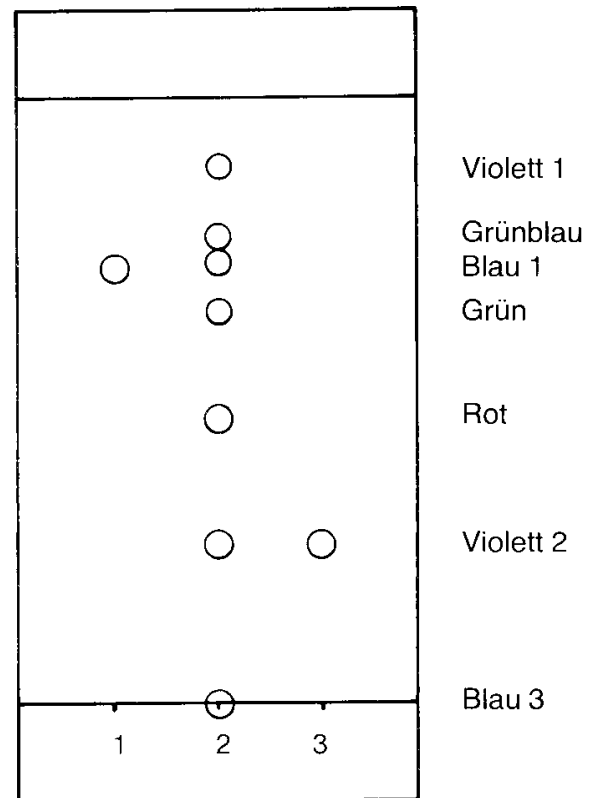 Violett 1
Grünblau
Blau 1
Grün
Rot
Violett 2
Blau 3
1 2 3